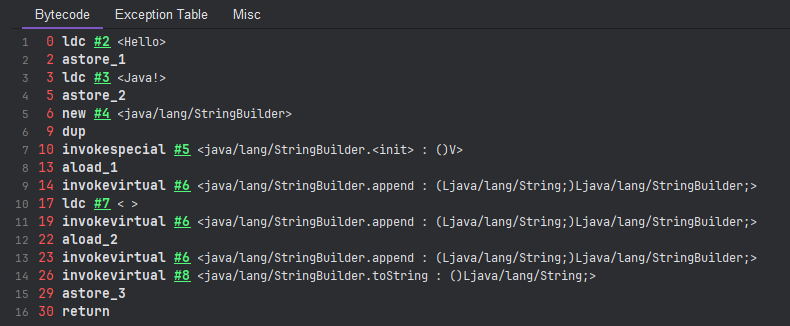 Bytecode Exception Table Misc
1 0 ldc #2 <Hello>
2 2 astore_1
3 3 ldc #3 <Java!>
4 5 astore_2
5 6 new #4 <java/lang/StringBuilder>
6 9 dup
7 10 invokespecial #5 <java/lang/StringBuilder.<init> : ()V>
8 13 aload_1
9 14 invokevirtual #6 <java/lang/StringBuilder.append : (Ljava/lang/String;)Ljava/lang/StringBuilder;>
10 17 ldc #7 < >
11 19 invokevirtual #6 <java/lang/StringBuilder.append : (Ljava/lang/String;)Ljava/lang/StringBuilder;>
12 22 aload_2
13 23 invokevirtual #6 <java/lang/StringBuilder.append : (Ljava/lang/String;)Ljava/lang/StringBuilder;>
14 26 invokevirtual #8 <java/lang/StringBuilder.toString : ()Ljava/lang/String;>
15 29 astore_3
16 30 return